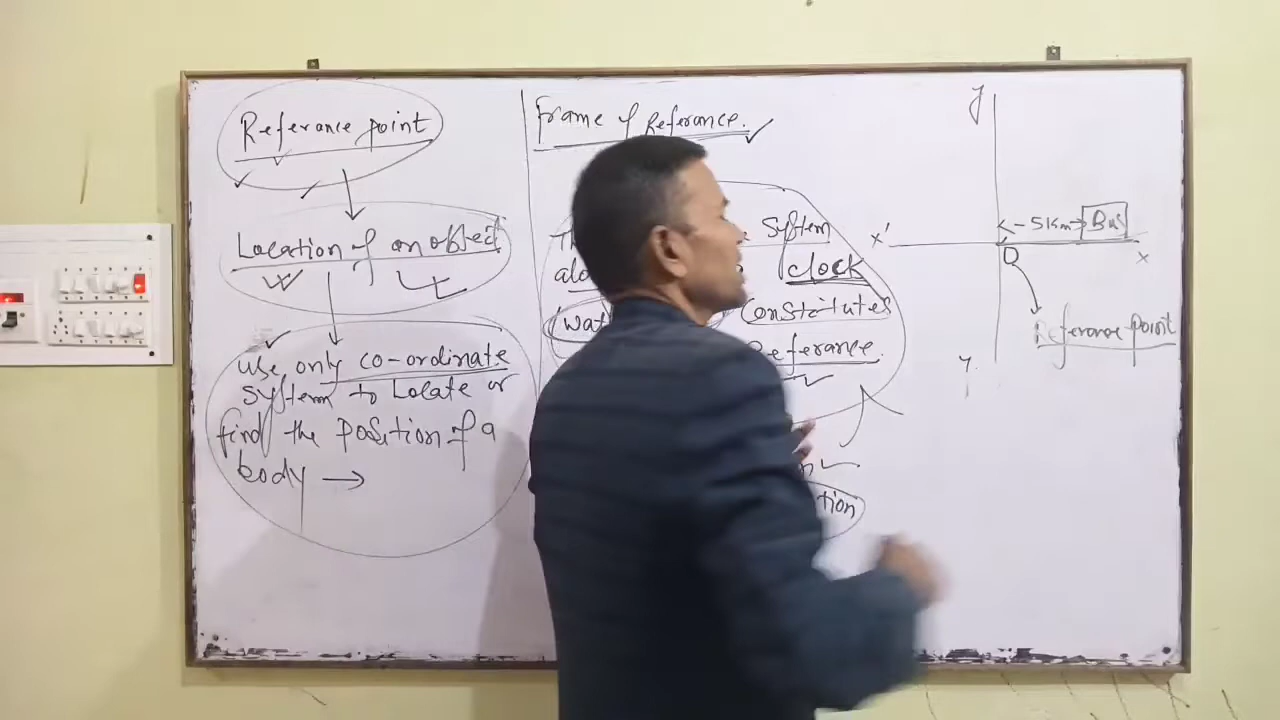 Referance point
Location of an object
Use only co-ordinate
System to Locate or
find the position of a
body →
Frame of Referance.
System
clock
Constitutes
Referance.
tion
y
<- 5Km→ Bus
x'
O
x
Referance point